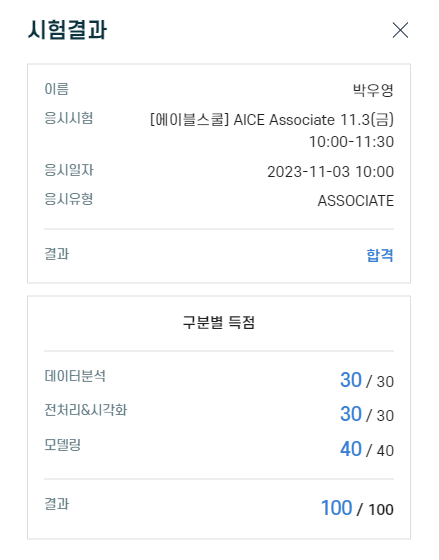 시험결과
이름 박우영
응시시험 [에이블스쿨] AICE Associate 11.3(금)
10:00-11:30
응시일자 2023-11-03 10:00
응시유형 ASSOCIATE
결과 합격
구분별 득점
데이터분석 30 / 30
전처리&시각화 30 / 30
모델링 40 / 40
결과 100 / 100